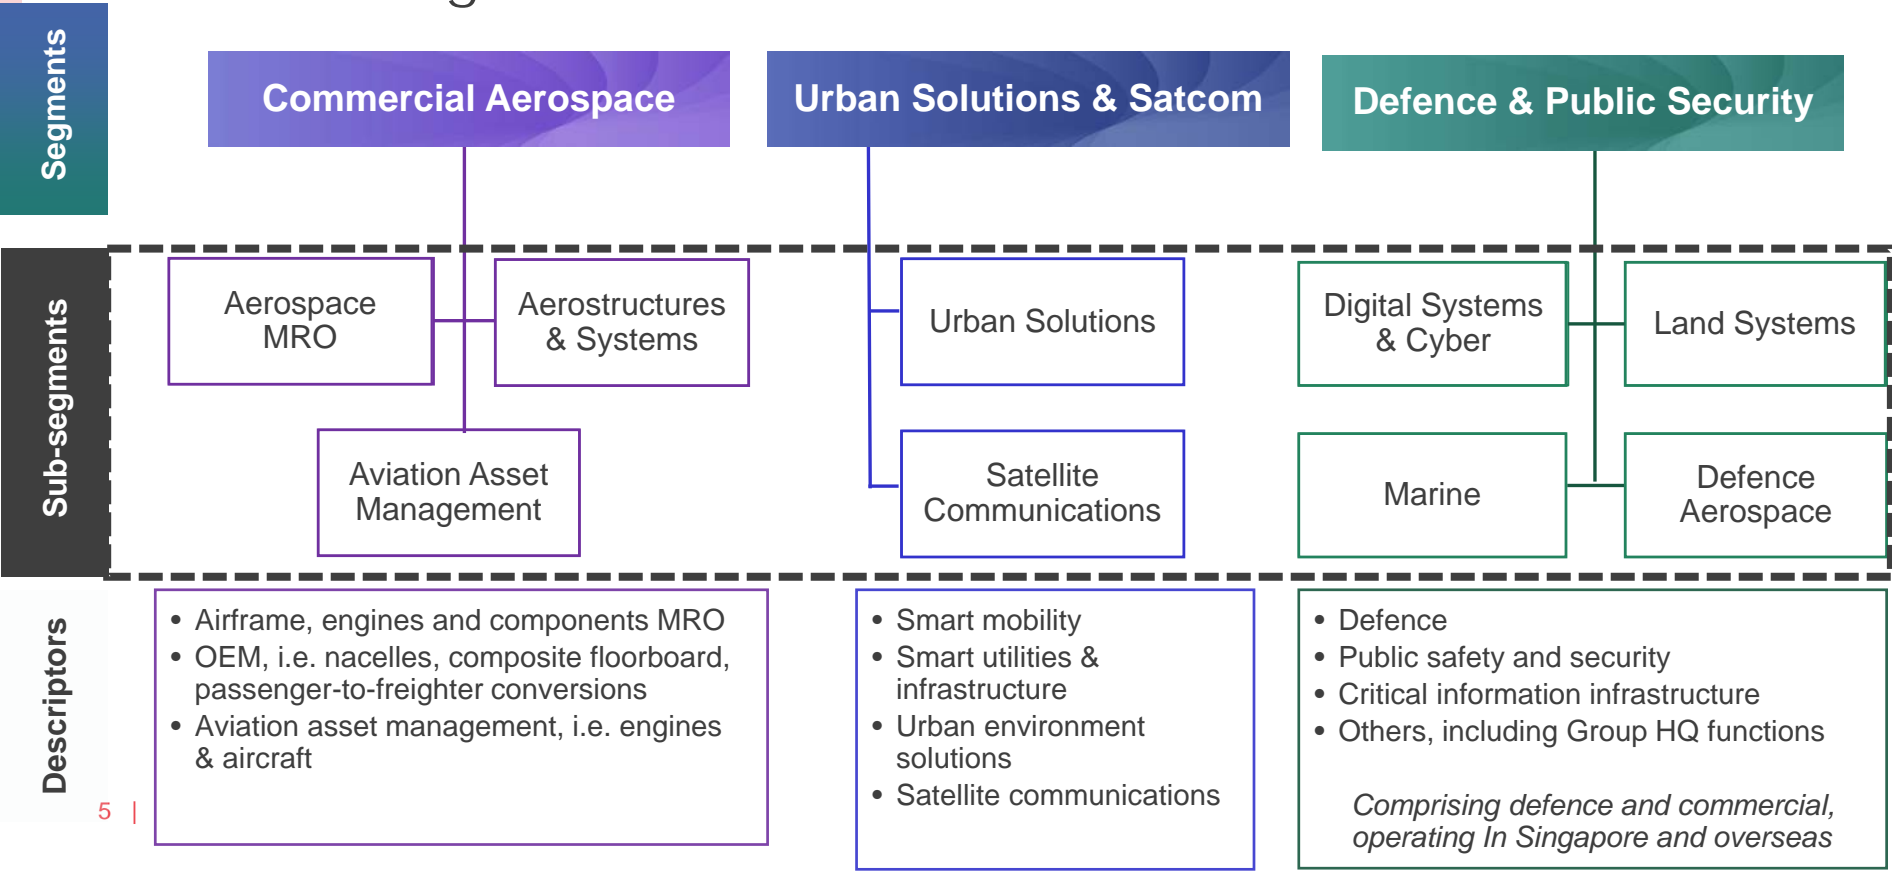 Segments
Commercial Aerospace
Urban Solutions & Satcom
Defence & Public Security
Sub-segments
Aerospace
MRO
Aerostructures
& Systems
Aviation Asset
Management
Urban Solutions
Satellite
Communications
Digital Systems
& Cyber
Land Systems
Marine
Defence
Aerospace
Descriptors
• Airframe, engines and components MRO
• OEM, i.e. nacelles, composite floorboard,
passenger-to-freighter conversions
• Aviation asset management, i.e. engines
& aircraft
• Smart mobility
• Smart utilities &
infrastructure
• Urban environment
solutions
• Satellite communications
• Defence
• Public safety and security
• Critical information infrastructure
• Others, including Group HQ functions
Comprising defence and commercial,
operating In Singapore and overseas
5 |